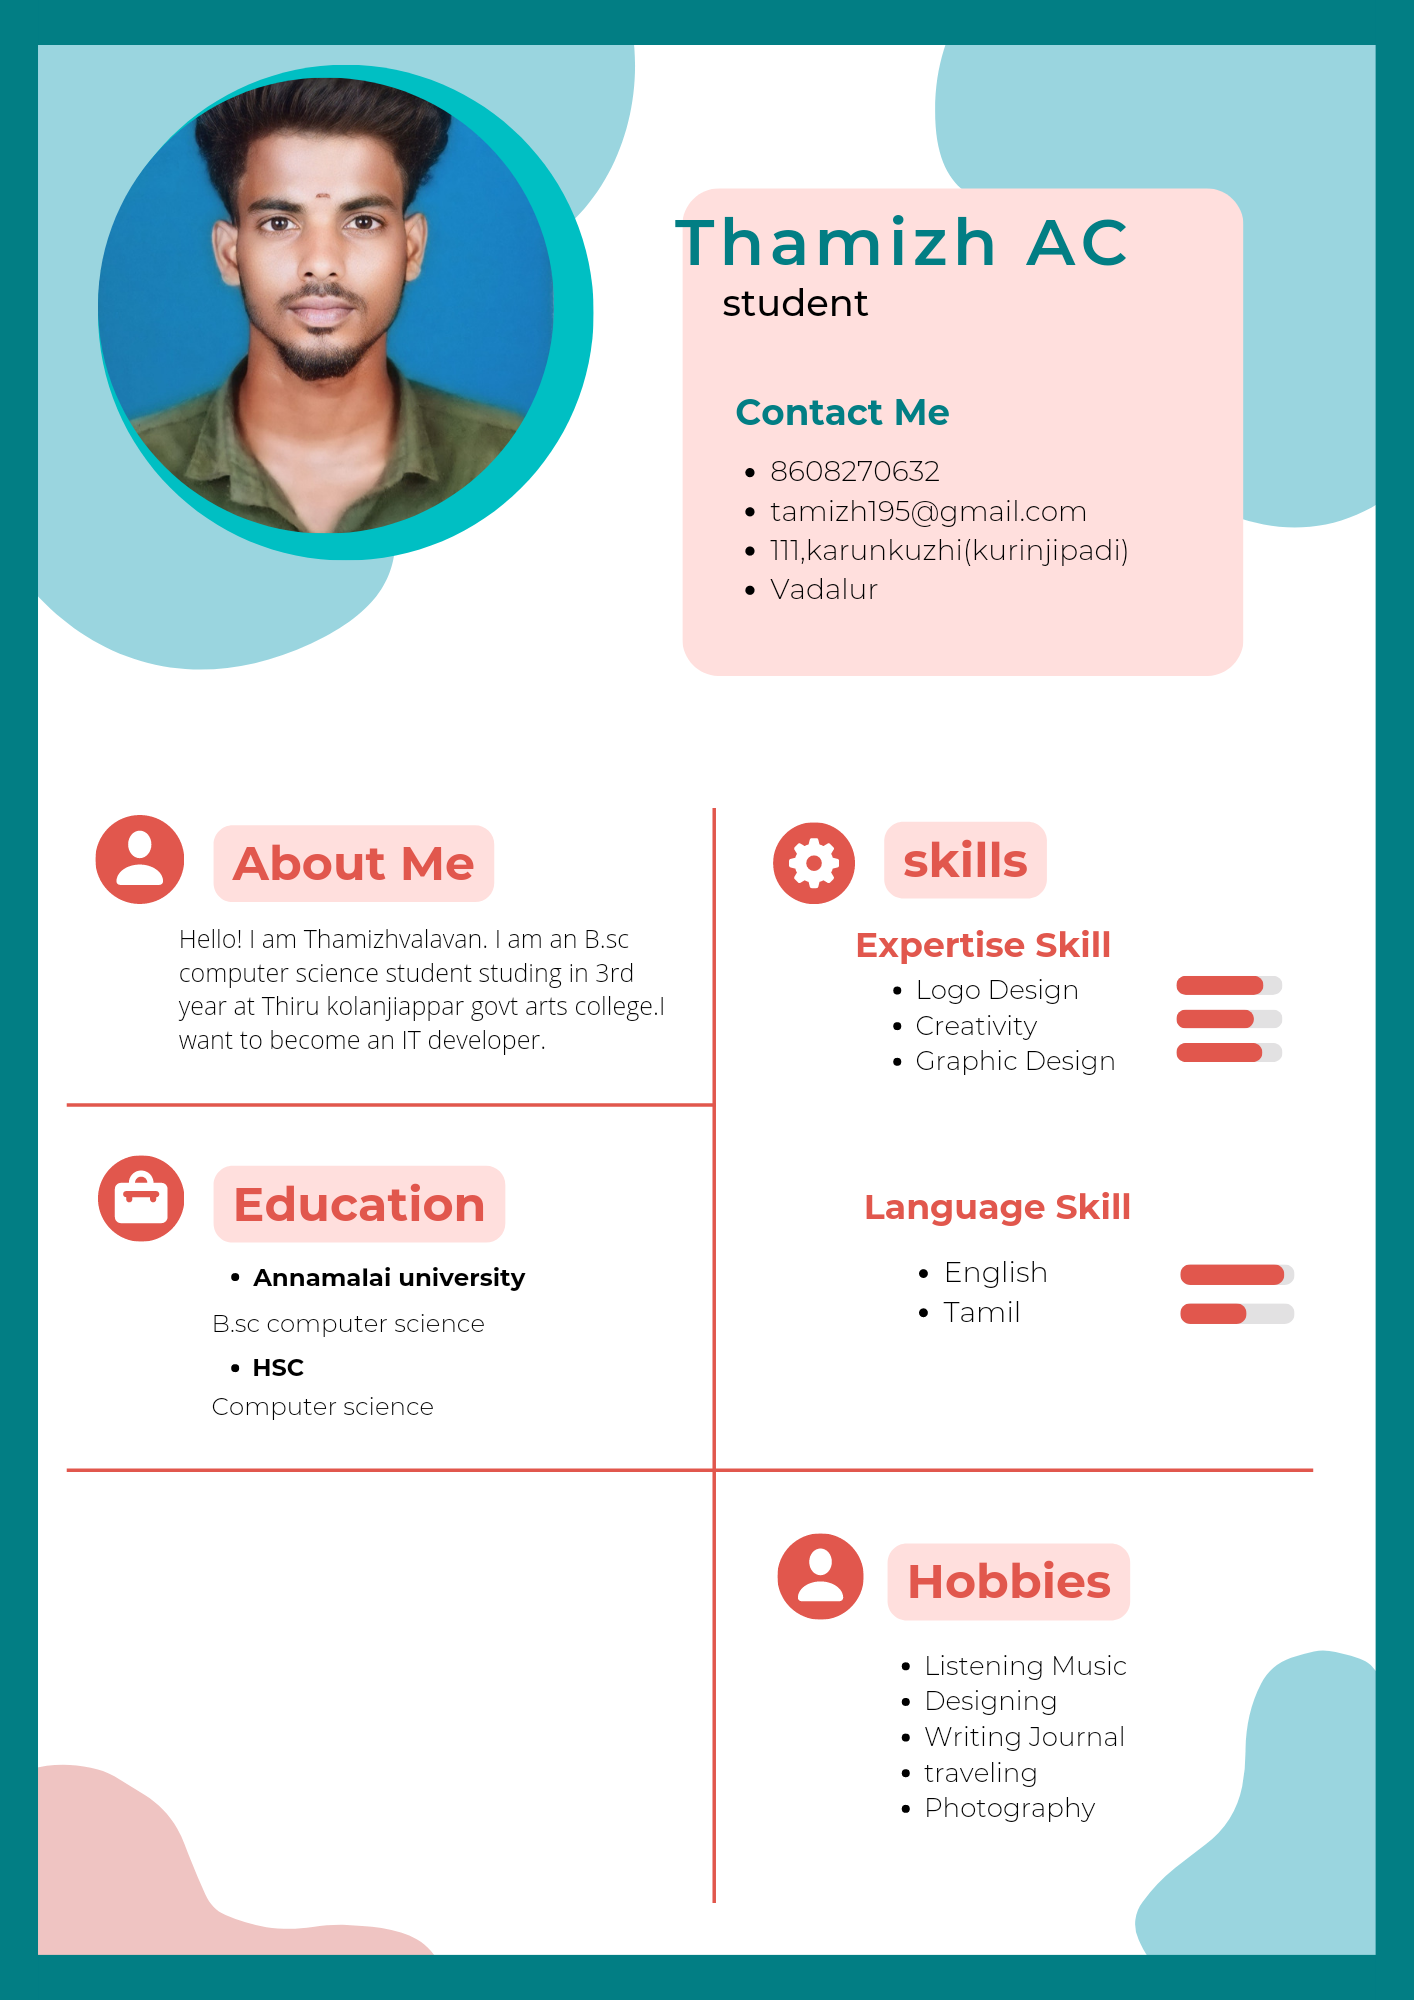 Thamizh AC
student
Contact Me
8608270632
tamizh195@gmail.com
111,karunkuzhi(kurinjipadi)
Vadalur
About Me
Hello! I am Thamizhvalavan. I am an B.sc
computer science student studing in 3rd
year at Thiru kolanjiappar govt arts college.I
want to become an IT developer.
Education
Annamalai university
B.sc computer science
HSC
Computer science
skills
Expertise Skill
Logo Design
Creativity
Graphic Design
Language Skill
English
Tamil
Hobbies
Listening Music
Designing
Writing Journal
traveling
Photography